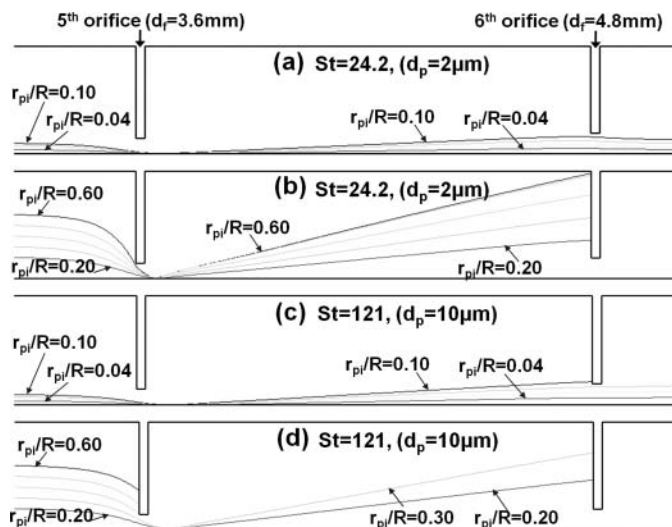 5th orifice (df=3.6mm)
6th orifice (df=4.8mm)
(a) St=24.2, (dp=2μm)
rpi/R=0.10
rpi/R=0.04
rpi/R=0.10
rpi/R=0.04
(b) St=24.2, (dp=2μm)
rpi/R=0.60
rpi/R=0.60
rpi/R=0.20
rpi/R=0.20
(c) St=121, (dp=10μm)
rpi/R=0.10
rpi/R=0.04
rpi/R=0.10
rpi/R=0.04
(d) St=121, (dp=10μm)
rpi/R=0.60
rpi/R=0.20
rpi/R=0.30
rpi/R=0.20